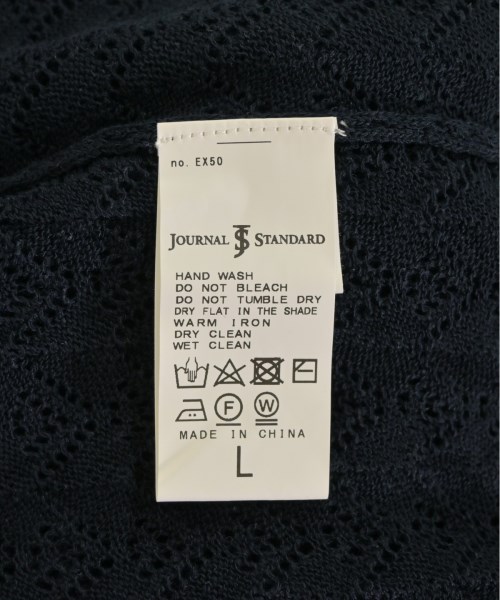 no. EX50
JOURNAL JS STANDARD
HAND WASH
DO NOT BLEACH
DO NOT TUMBLE DRY
DRY FLAT IN THE SHADE
WARM IRON
DRY CLEAN
WET CLEAN
F W
MADE IN CHINA
L